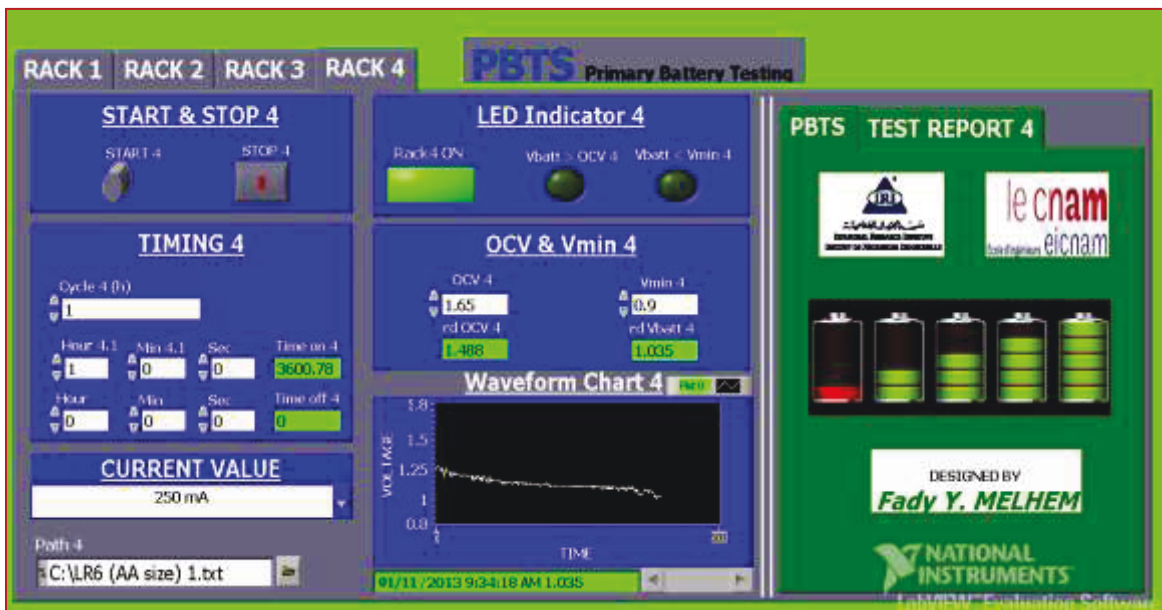 RACK 1 RACK 2 RACK 3 RACK 4
PBTS Primary Battery Testing
START & STOP 4
START 4 STOP 4
TIMING 4
Cycle 4 (h)
1
Hour 4.1 Min 4.1 Sec Time on 4
1 0 0 3600.78
Hour Min Sec Time off 4
0 0 0 0
CURRENT VALUE
250 mA
Path 4
C:\LR6 (AA size) 1.txt
LED Indicator 4
Rack 4 ON Vbatt > OCV 4 Vbatt < Vmin 4
OCV & Vmin 4
OCV 4 Vmin 4
1.65 0.9
rd OCV 4 rd Vbatt 4
1.488 1.035
Waveform Chart 4 Plot 0
1.8
1.5
1.25
1
0.8
VOLTAGE
TIME
01/11/2013 9:34:18 AM 1.035
PBTS TEST REPORT 4
IRI
le cnam
eicnam
DESIGNED BY
Fady Y. MELHEM
NATIONAL
INSTRUMENTS
LabVIEW Evaluation Software